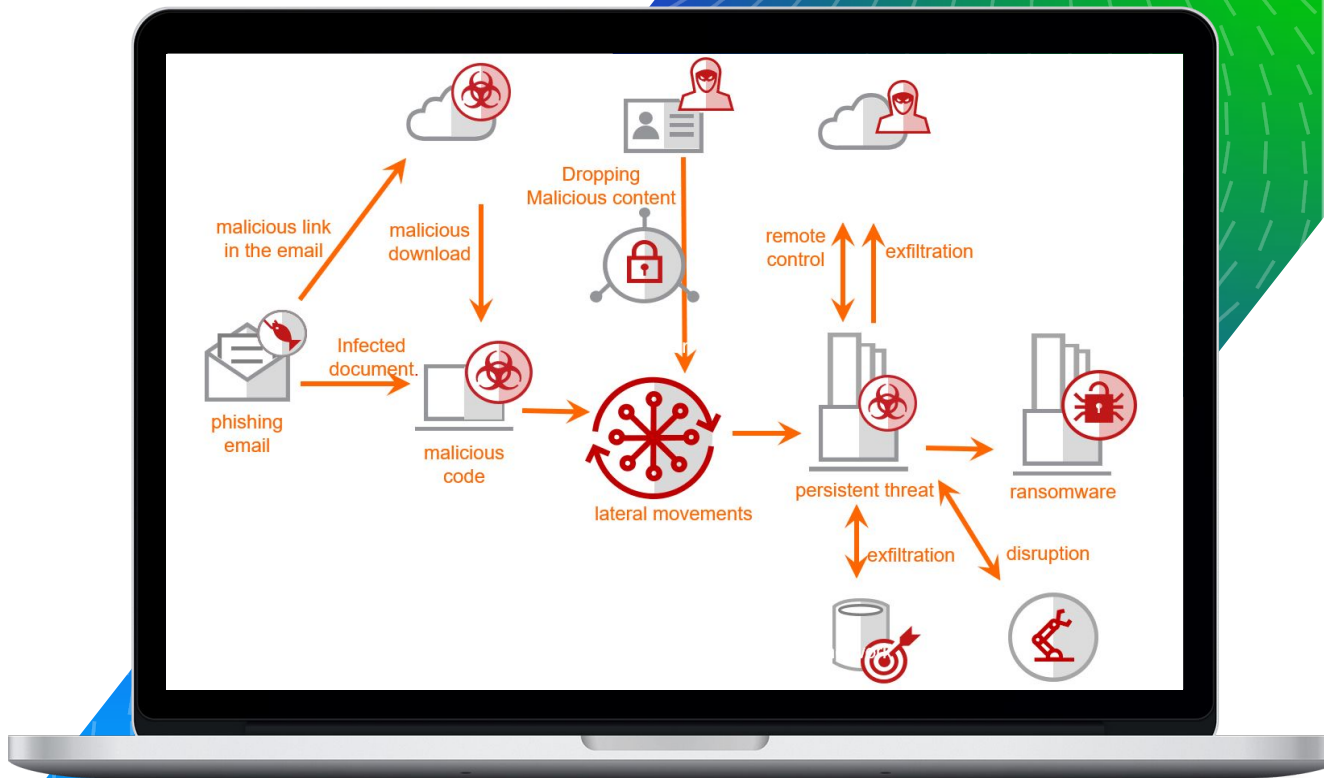 Dropping
Malicious content
malicious link
in the email
malicious
download
remote
control
exfiltration
Infected
document.
phishing
email
malicious
code
lateral movements
persistent threat
ransomware
exfiltration
disruption